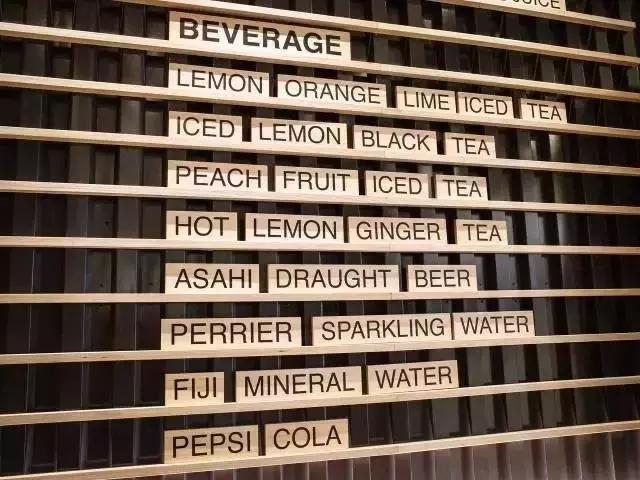 JUICE
BEVERAGE
LEMON ORANGE LIME ICED TEA
ICED LEMON BLACK TEA
PEACH FRUIT ICED TEA
HOT LEMON GINGER TEA
ASAHI DRAUGHT BEER
PERRIER SPARKLING WATER
FIJI MINERAL WATER
PEPSI COLA